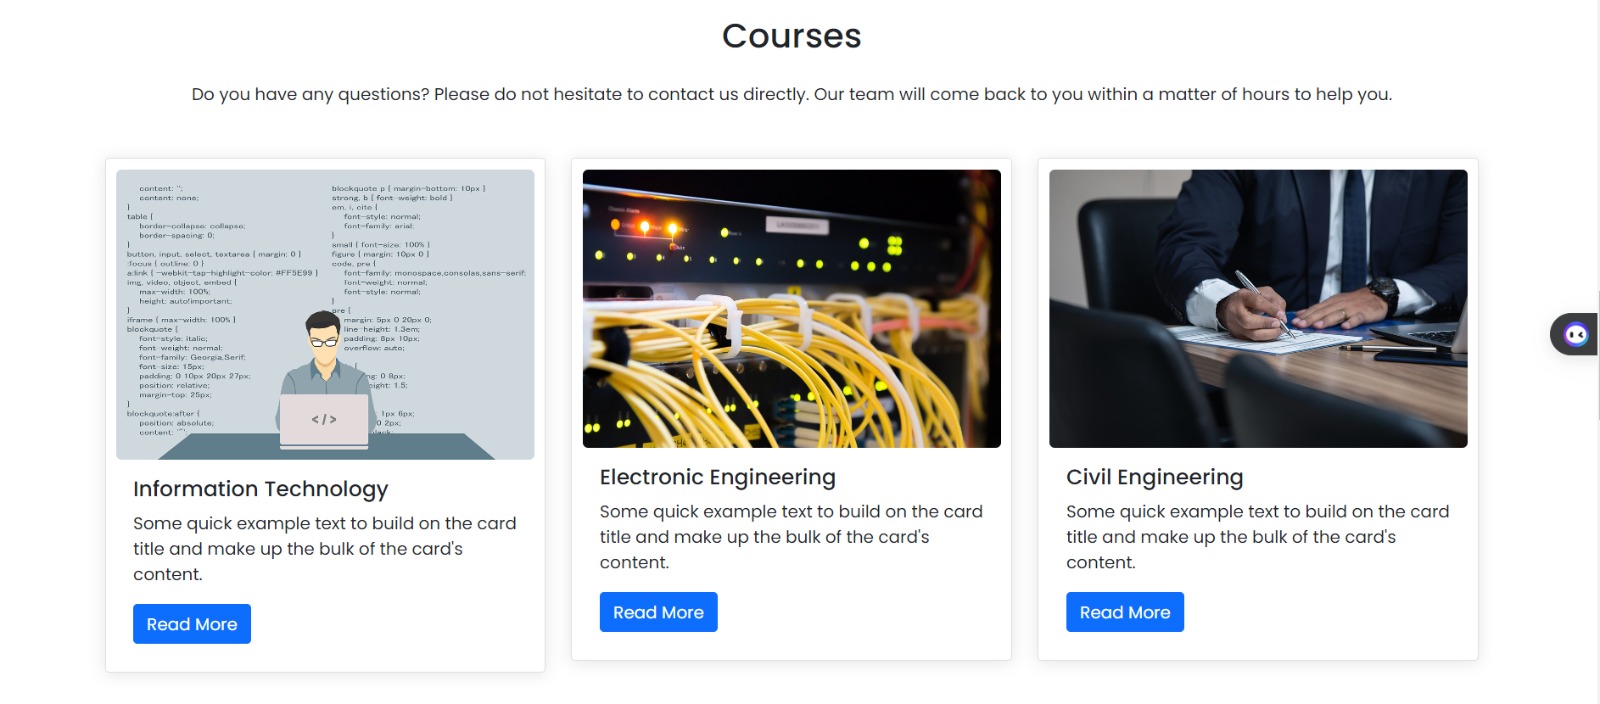 Courses
Do you have any questions? Please do not hesitate to contact us directly. Our team will come back to you within a matter of hours to help you.
content: '';
content: none;
}
table {
border-collapse: collapse;
border-spacing: 0;
}
button, input, select, textarea { margin: 0 }
:focus { outline: 0 }
a:link { -webkit-tap-highlight-color: #FF5E99 }
img, video, object, embed {
max-width: 100%;
height: auto!important;
}
iframe { max-width: 100% }
blockquote {
font-style: italic;
font-weight: normal;
font-family: Georgia,Serif;
font-size: 15px;
padding: 0 10px 20px 27px;
position: relative;
margin-top: 25px;
}
blockquote:after {
position: absolute;
content:
blockquote p { margin-bottom: 10px }
strong, b { font-weight: bold }
em, i, cite {
font-style: normal;
font-family: arial;
}
small { font-size: 100% }
figure { margin: 10px 0 }
code, pre {
font-family: monospace,consolas,sans-serif;
font-weight: normal;
font-style: normal;
}
pre {
margin: 5px 0 20px 0;
line-height: 1.3em;
padding: 8px 10px;
overflow: auto;
}
0 8px;
1.5;
1px 6px;
0 2px;
</>
Information Technology
Some quick example text to build on the card
title and make up the bulk of the card's
content.
Read More
Electronic Engineering
Some quick example text to build on the card
title and make up the bulk of the card's
content.
Read More
Civil Engineering
Some quick example text to build on the card
title and make up the bulk of the card's
content.
Read More